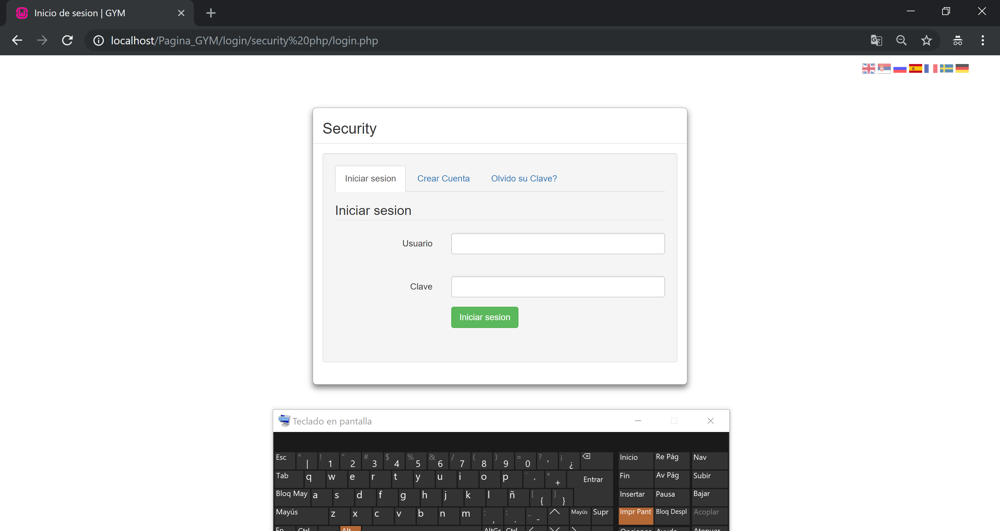 Inicio de sesion | GYM
localhost/Pagina_GYM/login/security%20php/login.php
Security
Iniciar sesion Crear Cuenta Olvido su Clave?
Iniciar sesion
Usuario
Clave
Iniciar sesion
Teclado en pantalla
Esc ° | ! 1 " 2 # 3 $ 4 % 5 & 6 / 7 ( 8 ) 9 = 0 ? ' ¡ ¿ Inicio Re Pág Nav
Tab q w e r t y u i o p ¨ ´ * + Entrar Fin Av Pág Subir
Bloq May a s d f g h j k l ñ [ { ] } Insertar Pausa Bajar
Mayús z x c v b n m ; , : . _ - Mayús Supr Impr Pant Bloq Despl Acoplar
Fn Ctrl Alt AltGr Ctrl Opciones Ayuda Atenuar